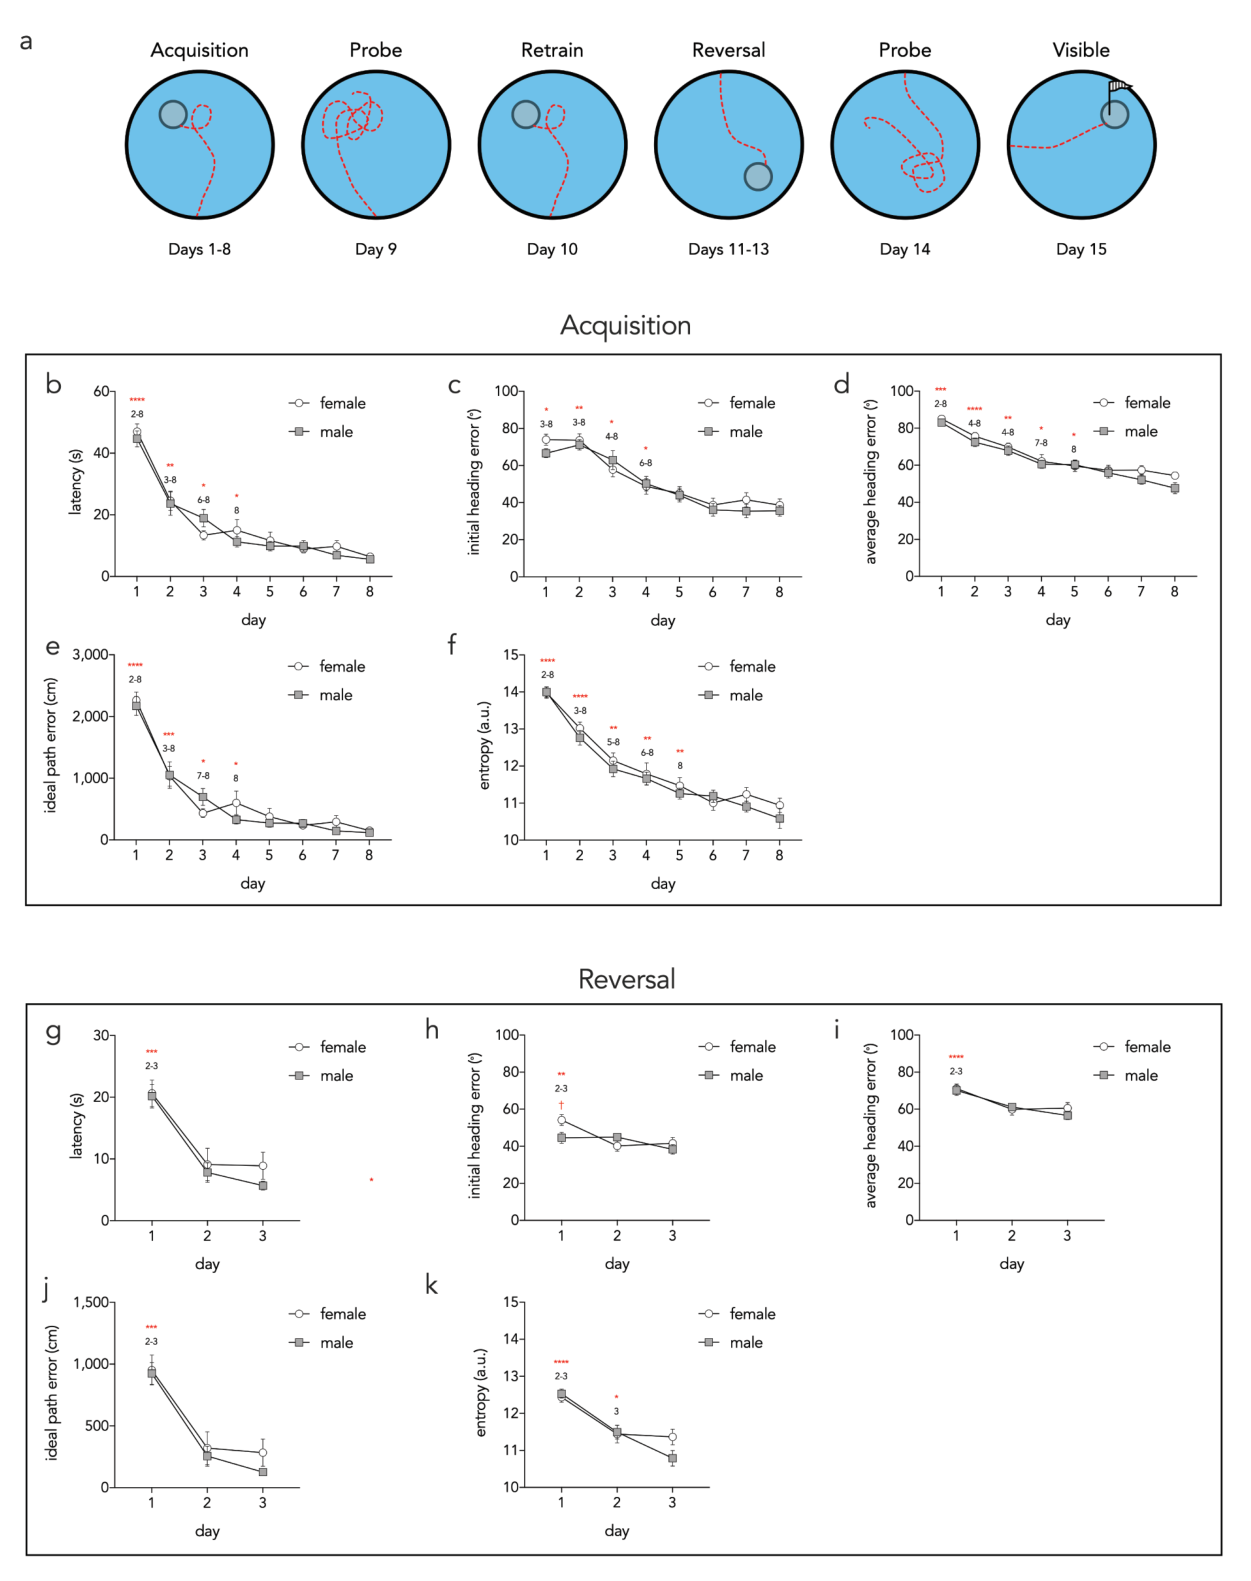 a
Acquisition Probe Retrain Reversal Probe Visible
Days 1-8 Day 9 Day 10 Days 11-13 Day 14 Day 15
Acquisition
b
latency (s)
60
40
20
0
****
2-8
**
3-8
*
6-8
*
8
female
male
1 2 3 4 5 6 7 8
day
c
initial heading error (°)
100
80
60
40
20
0
*
3-8
**
3-8
*
4-8
*
6-8
female
male
1 2 3 4 5 6 7 8
day
d
average heading error (°)
100
80
60
40
20
0
***
2-8
****
4-8
**
4-8
*
7-8
*
8
female
male
1 2 3 4 5 6 7 8
day
e
ideal path error (cm)
3,000
2,000
1,000
0
****
2-8
***
3-8
*
7-8
*
8
female
male
1 2 3 4 5 6 7 8
day
f
entropy (a.u.)
15
14
13
12
11
10
****
2-8
****
3-8
**
5-8
**
6-8
**
8
female
male
1 2 3 4 5 6 7 8
day
Reversal
g
latency (s)
30
20
10
0
***
2-3
female
male
*
1 2 3
day
h
initial heading error (°)
100
80
60
40
20
0
**
2-3
†
female
male
1 2 3
day
i
average heading error (°)
100
80
60
40
20
0
****
2-3
female
male
1 2 3
day
j
ideal path error (cm)
1,500
1,000
500
0
***
2-3
female
male
1 2 3
day
k
entropy (a.u.)
15
14
13
12
11
10
****
2-3
*
3
female
male
1 2 3
day